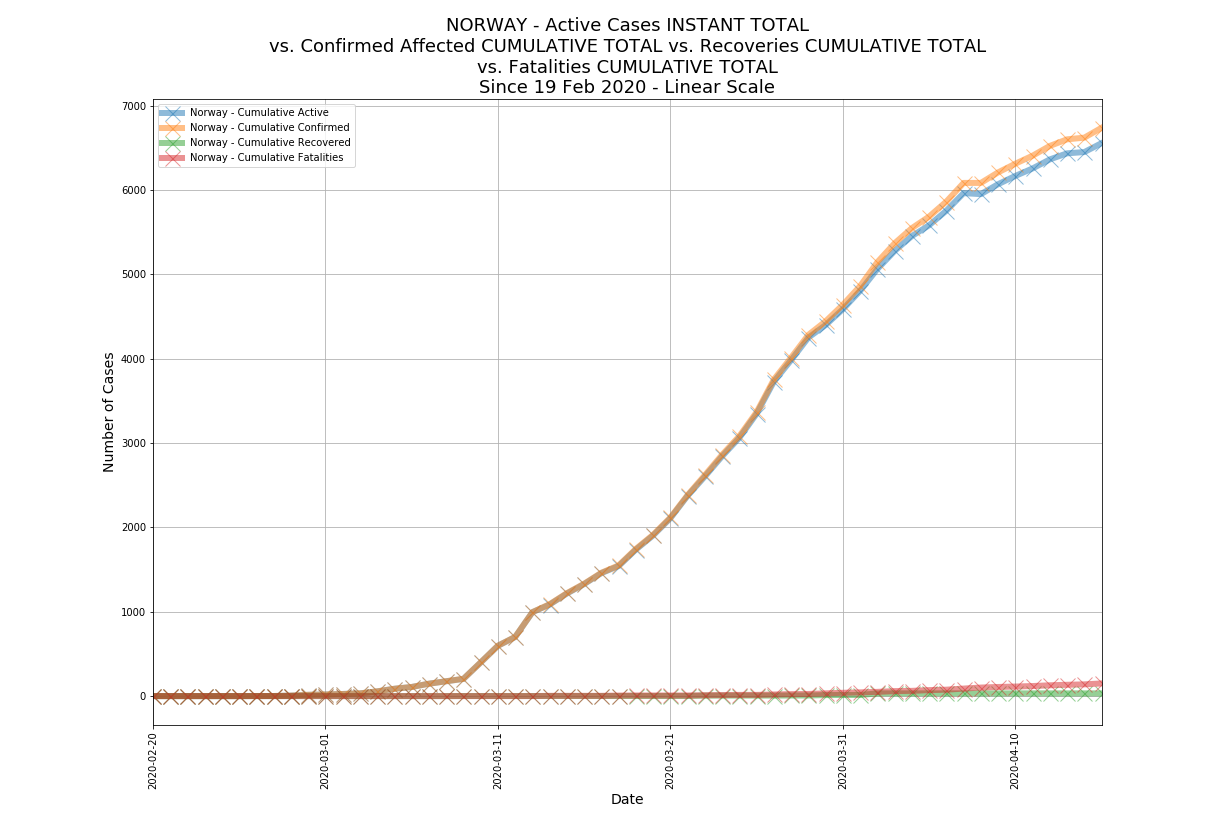 NORWAY - Active Cases INSTANT TOTAL
vs. Confirmed Affected CUMULATIVE TOTAL vs. Recoveries CUMULATIVE TOTAL
vs. Fatalities CUMULATIVE TOTAL
Since 19 Feb 2020 - Linear Scale
Norway - Cumulative Active
Norway - Cumulative Confirmed
Norway - Cumulative Recovered
Norway - Cumulative Fatalities
Number of Cases
7000
6000
5000
4000
3000
2000
1000
0
2020-02-20
2020-03-01
2020-03-11
2020-03-21
2020-03-31
2020-04-10
Date